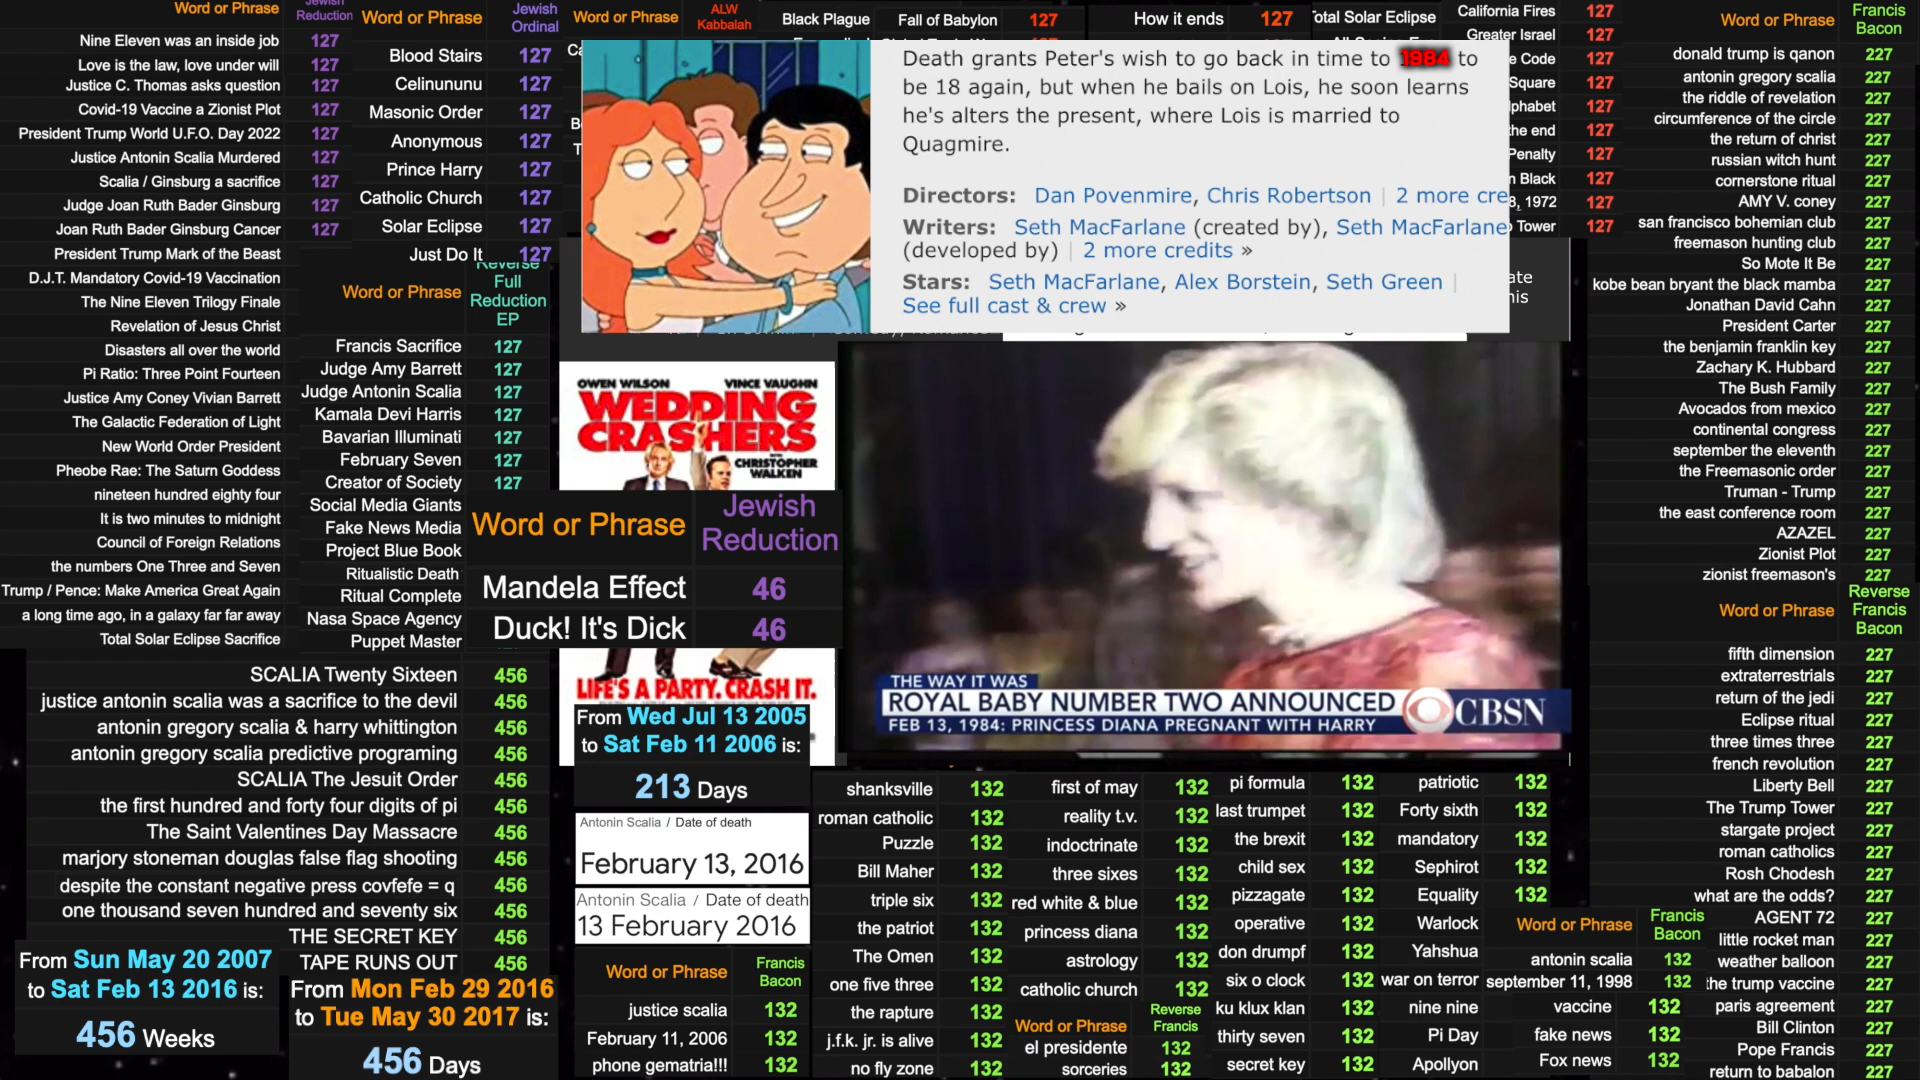 Word or Phrase
Jewish
Reduction
Nine Eleven was an inside job 127
Love is the law, love under will 127
Justice C. Thomas asks question 127
Covid-19 Vaccine a Zionist Plot 127
President Trump World U.F.O. Day 2022 127
Justice Antonin Scalia Murdered 127
Scalia / Ginsburg a sacrifice 127
Judge Joan Ruth Bader Ginsburg 127
Joan Ruth Bader Ginsburg Cancer 127
President Trump Mark of the Beast
D.J.T. Mandatory Covid-19 Vaccination
The Nine Eleven Trilogy Finale
Revelation of Jesus Christ
Disasters all over the world
Pi Ratio: Three Point Fourteen
Justice Amy Coney Vivian Barrett
The Galactic Federation of Light
New World Order President
Pheobe Rae: The Saturn Goddess
nineteen hundred eighty four
It is two minutes to midnight
Council of Foreign Relations
the numbers One Three and Seven
Trump / Pence: Make America Great Again
a long time ago, in a galaxy far far away
Total Solar Eclipse Sacrifice
Word or Phrase
Jewish
Ordinal
Blood Stairs 127
Celinununu 127
Masonic Order 127
Anonymous 127
Prince Harry 127
Catholic Church 127
Solar Eclipse 127
Just Do It 127
Word or Phrase
Reverse
Full
Reduction
EP
Francis Sacrifice 127
Judge Amy Barrett 127
Judge Antonin Scalia 127
Kamala Devi Harris 127
Bavarian Illuminati 127
February Seven 127
Creator of Society 127
Social Media Giants
Fake News Media
Project Blue Book
Ritualistic Death
Ritual Complete
Nasa Space Agency
Puppet Master
Word or Phrase
ALW
Kabbalah
Black Plague
Fall of Babylon 127
How it ends 127
Total Solar Eclipse
California Fires 127
Greater Israel 127
Code 127
Square 127
127
the end 127
Penalty 127
Black 127
1972 127
Tower 127
Death grants Peter's wish to go back in time to 1984 to
be 18 again, but when he bails on Lois, he soon learns
he's alters the present, where Lois is married to
Quagmire.
Directors: Dan Povenmire, Chris Robertson | 2 more cre
Writers: Seth MacFarlane (created by), Seth MacFarlane
(developed by) | 2 more credits »
Stars: Seth MacFarlane, Alex Borstein, Seth Green |
See full cast & crew »
OWEN WILSON VINCE VAUGHN
WEDDING
CRASHERS
WITH
CHRISTOPHER
WALKEN
Word or Phrase
Jewish
Reduction
Mandela Effect 46
Duck! It's Dick 46
LIFE'S A PARTY. CRASH IT.
From Wed Jul 13 2005
to Sat Feb 11 2006 is:
213 Days
THE WAY IT WAS
ROYAL BABY NUMBER TWO ANNOUNCED
FEB 13, 1984: PRINCESS DIANA PREGNANT WITH HARRY
CBSN
Antonin Scalia / Date of death
February 13, 2016
Antonin Scalia / Date of death
13 February 2016
SCALIA Twenty Sixteen 456
justice antonin scalia was a sacrifice to the devil 456
antonin gregory scalia & harry whittington 456
antonin gregory scalia predictive programing 456
SCALIA The Jesuit Order 456
the first hundred and forty four digits of pi 456
The Saint Valentines Day Massacre 456
marjory stoneman douglas false flag shooting 456
despite the constant negative press covfefe = q 456
one thousand seven hundred and seventy six 456
THE SECRET KEY 456
TAPE RUNS OUT 456
From Sun May 20 2007
to Sat Feb 13 2016 is:
456 Weeks
From Mon Feb 29 2016
to Tue May 30 2017 is:
456 Days
Word or Phrase
Francis
Bacon
justice scalia 132
February 11, 2006 132
phone gematria!!! 132
shanksville 132
roman catholic 132
Puzzle 132
Bill Maher 132
triple six 132
the patriot 132
The Omen 132
one five three 132
the rapture 132
j.f.k. jr. is alive 132
no fly zone 132
first of may 132
reality t.v. 132
indoctrinate 132
three sixes 132
red white & blue 132
princess diana 132
astrology 132
catholic church 132
Word or Phrase
Reverse
Francis
el presidente 132
sorceries 132
pi formula 132
last trumpet 132
the brexit 132
child sex 132
pizzagate 132
operative 132
don drumpf 132
six o clock 132
ku klux klan 132
thirty seven 132
secret key 132
patriotic 132
Forty sixth 132
mandatory 132
Sephirot 132
Equality 132
Warlock
Yahshua
war on terror
nine nine
Pi Day
Apollyon
Word or Phrase
Francis
Bacon
antonin scalia 132
september 11, 1998 132
vaccine 132
fake news 132
Fox news 132
Word or Phrase
Francis
Bacon
donald trump is qanon 227
antonin gregory scalia 227
the riddle of revelation 227
circumference of the circle 227
the return of christ 227
russian witch hunt 227
cornerstone ritual 227
AMY V. coney 227
san francisco bohemian club 227
freemason hunting club 227
So Mote It Be 227
kobe bean bryant the black mamba 227
Jonathan David Cahn 227
President Carter 227
the benjamin franklin key 227
Zachary K. Hubbard 227
The Bush Family 227
Avocados from mexico 227
continental congress 227
september the eleventh 227
the Freemasonic order 227
Truman - Trump 227
the east conference room 227
AZAZEL 227
Zionist Plot 227
zionist freemason's 227
Word or Phrase
Reverse
Francis
Bacon
fifth dimension 227
extraterrestrials 227
return of the jedi 227
Eclipse ritual 227
three times three 227
french revolution 227
Liberty Bell 227
The Trump Tower 227
stargate project 227
roman catholics 227
Rosh Chodesh 227
what are the odds? 227
AGENT 72 227
little rocket man 227
weather balloon 227
the trump vaccine 227
paris agreement 227
Bill Clinton 227
Pope Francis 227
return to babalon 227